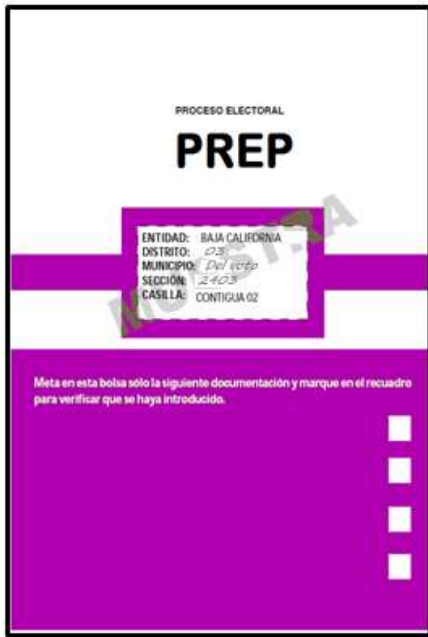 PROCESO ELECTORAL
PREP
ENTIDAD: BAJA CALIFORNIA
DISTRITO: 03
MUNICIPIO: Del voto
SECCIÓN: 2403
CASILLA: CONTIGUA 02
MUESTRA
Meta en esta bolsa sólo la siguiente documentación y marque en el recuadro
para verificar que se haya introducido.